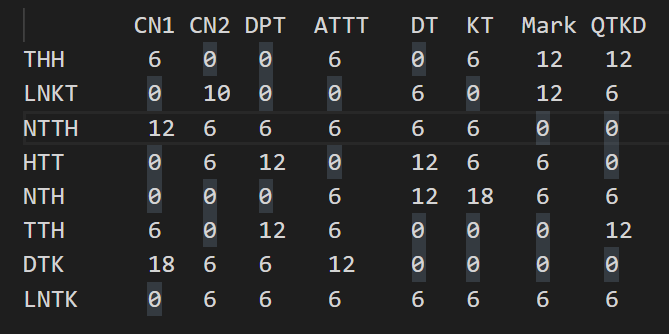 CN1 CN2 DPT ATTT DT KT Mark QTKD
THH 6 0 0 6 0 6 12 12
LNKT 0 10 0 0 6 0 12 6
NTTH 12 6 6 6 6 6 0 0
HTT 0 6 12 0 12 6 6 0
NTH 0 0 0 6 12 18 6 6
TTH 6 0 12 6 0 0 0 12
DTK 18 6 6 12 0 0 0 0
LNTK 0 6 6 6 6 6 6 6